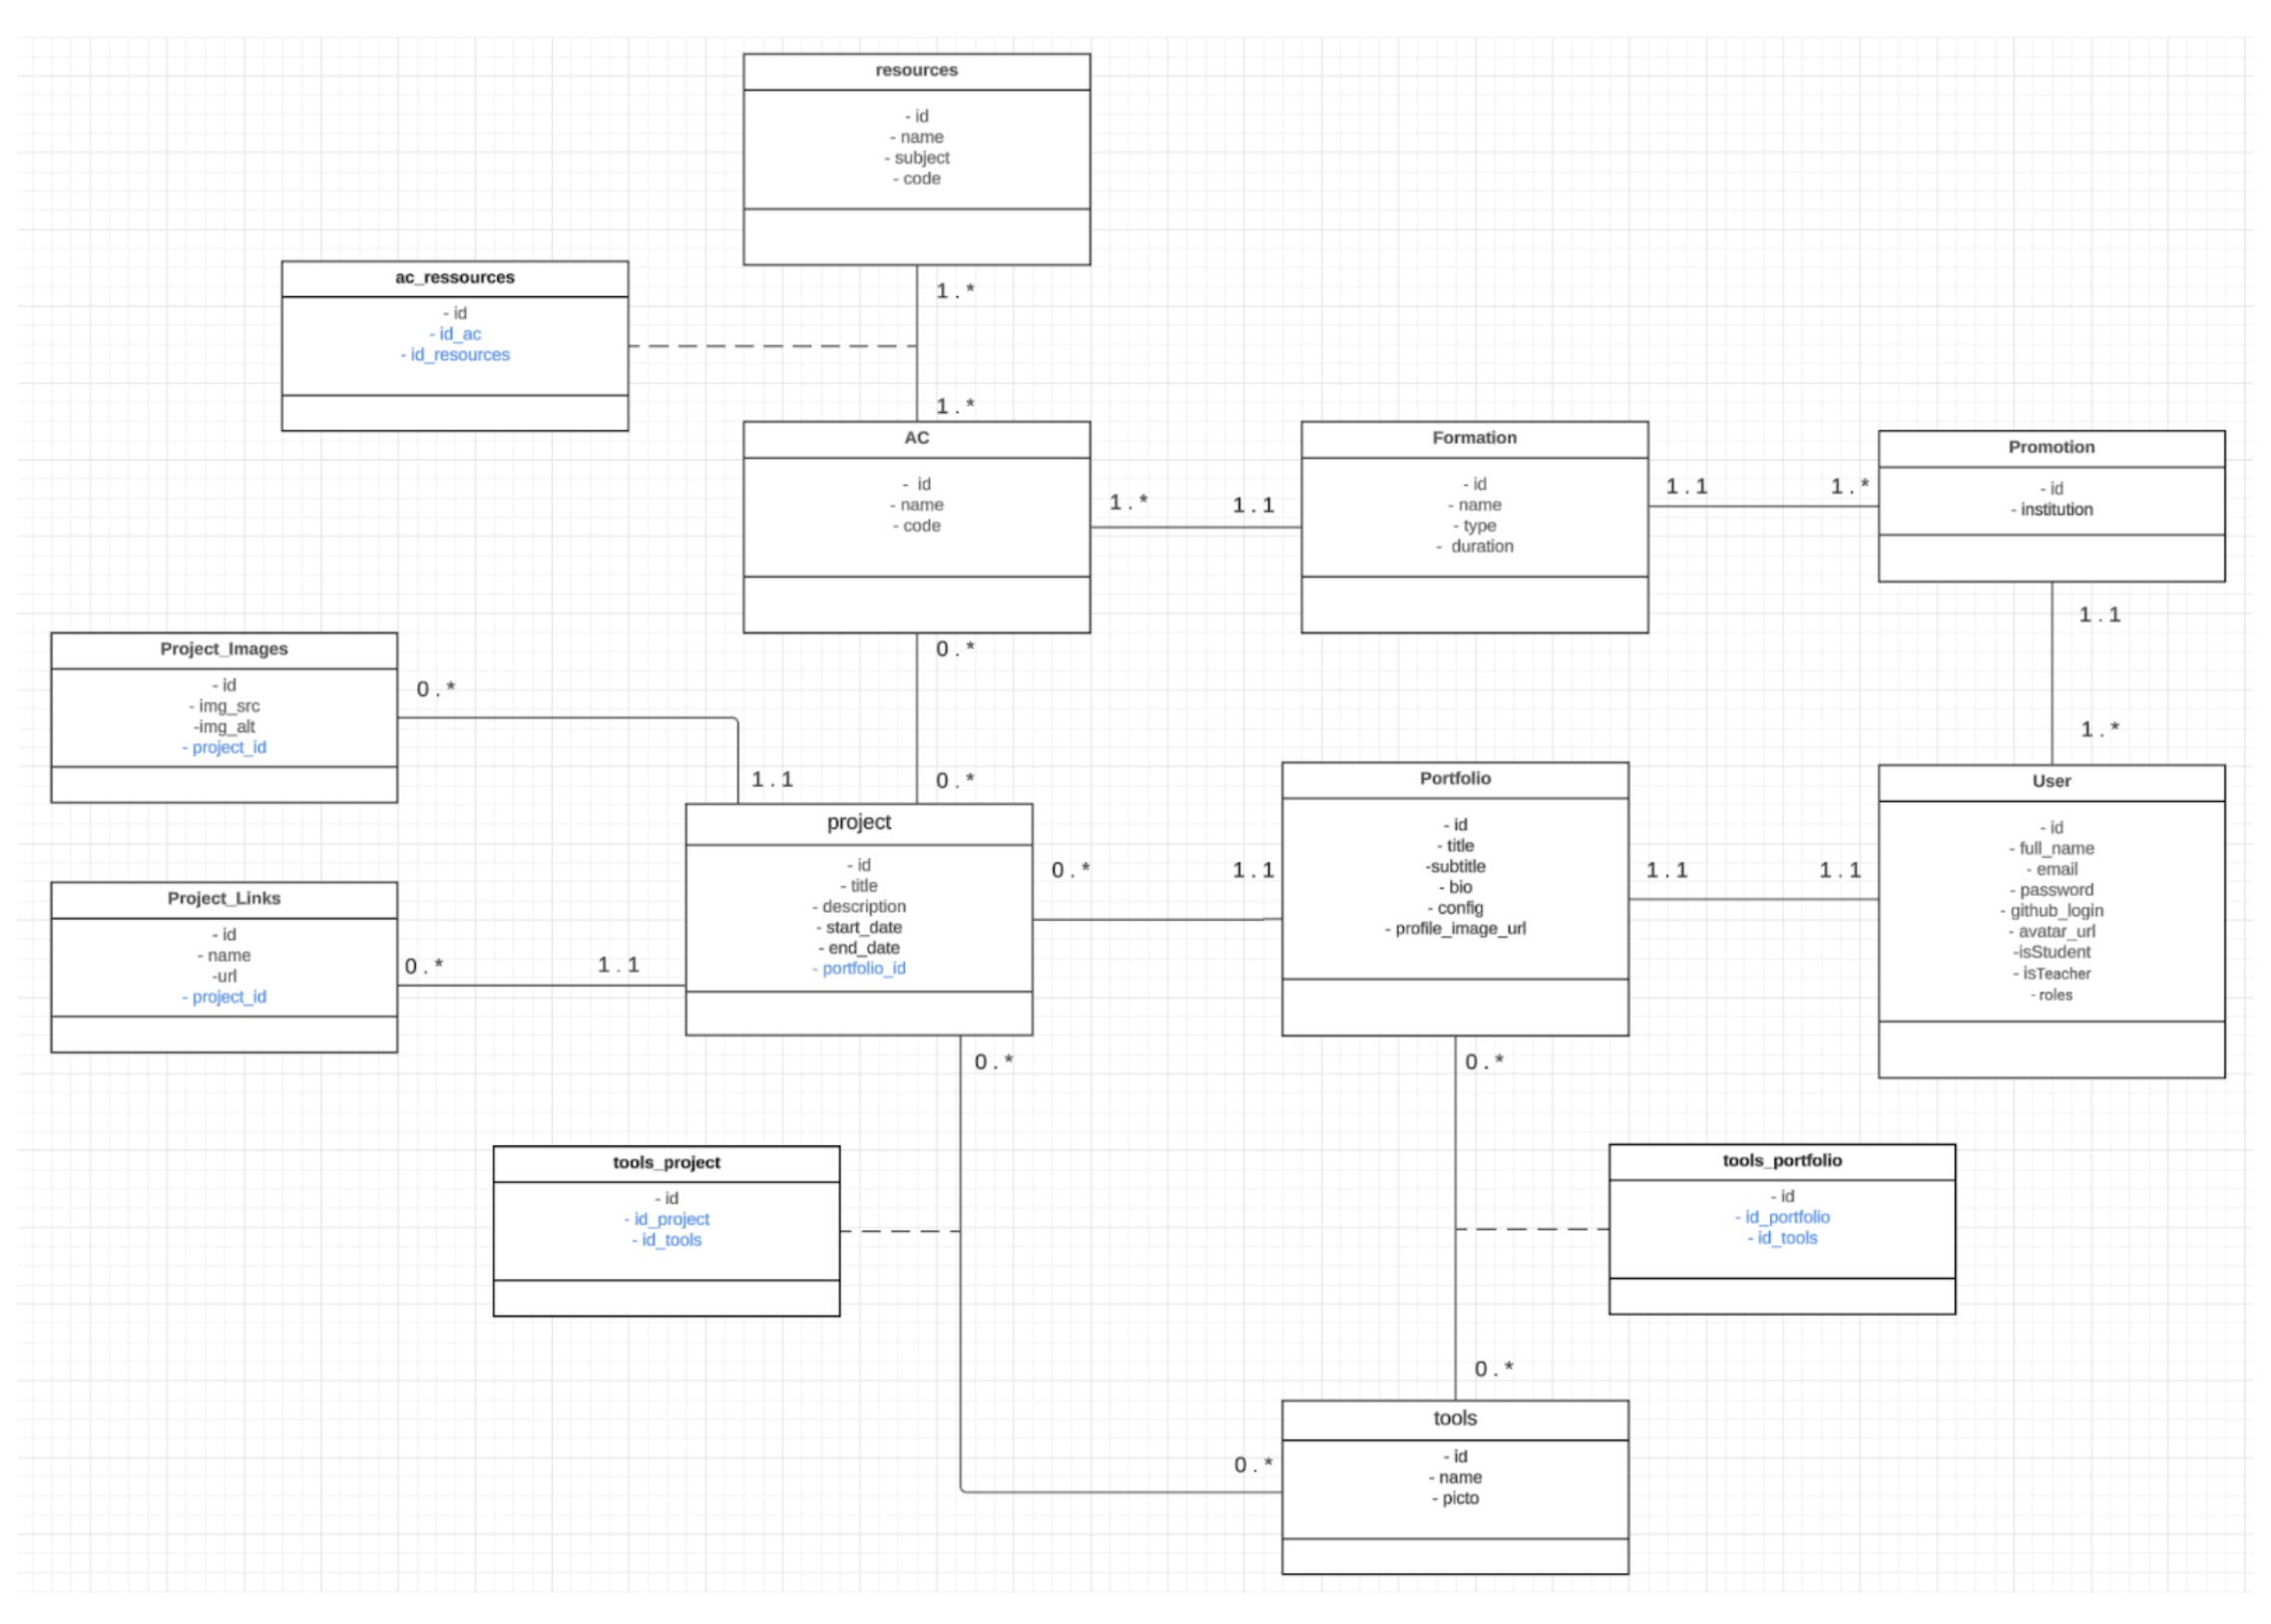 resources
- id
- name
- subject
- code
1 . *
ac_ressources
- id
- id_ac
- id_resources
1 . *
AC
- id
- name
- code
1 . *
1 . 1
Formation
- id
- name
- type
- duration
1 . 1
1 . *
Promotion
- id
- institution
1 . 1
1 . *
0 . *
Project_Images
- id
- img_src
-img_alt
- project_id
0 . *
1 . 1
0 . *
Project_Links
- id
- name
-url
- project_id
0 . *
1 . 1
project
- id
- title
- description
- start_date
- end_date
- portfolio_id
0 . *
1 . 1
Portfolio
- id
- title
-subtitle
- bio
- config
- profile_image_url
1 . 1
1 . 1
User
- id
- full_name
- email
- password
- github_login
- avatar_url
-isStudent
- isTeacher
- roles
0 . *
0 . *
tools_project
- id
- id_project
- id_tools
tools_portfolio
- id
- id_portfolio
- id_tools
0 . *
0 . *
tools
- id
- name
- picto